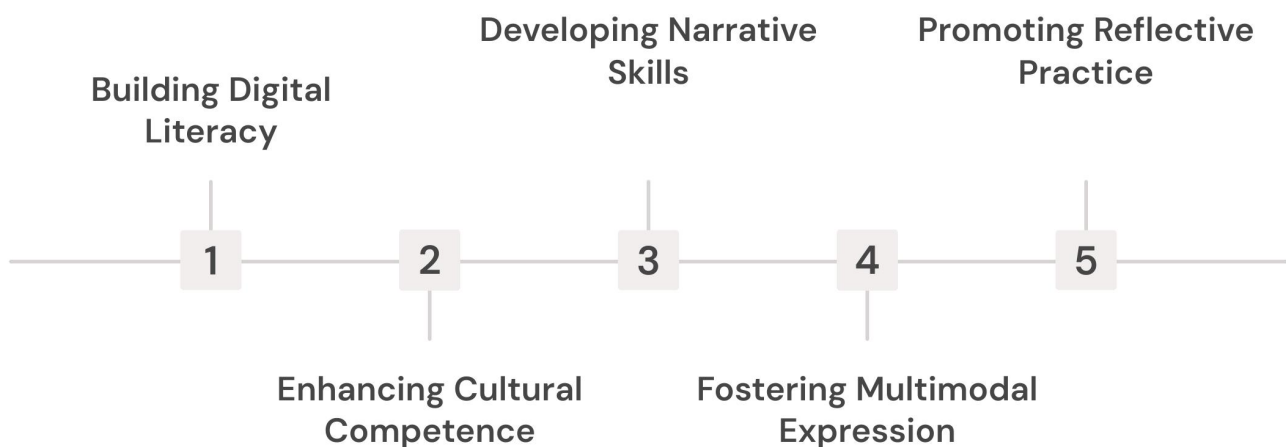 Building Digital
Literacy
1
Enhancing Cultural
Competence
2
Developing Narrative
Skills
3
Fostering Multimodal
Expression
4
Promoting Reflective
Practice
5